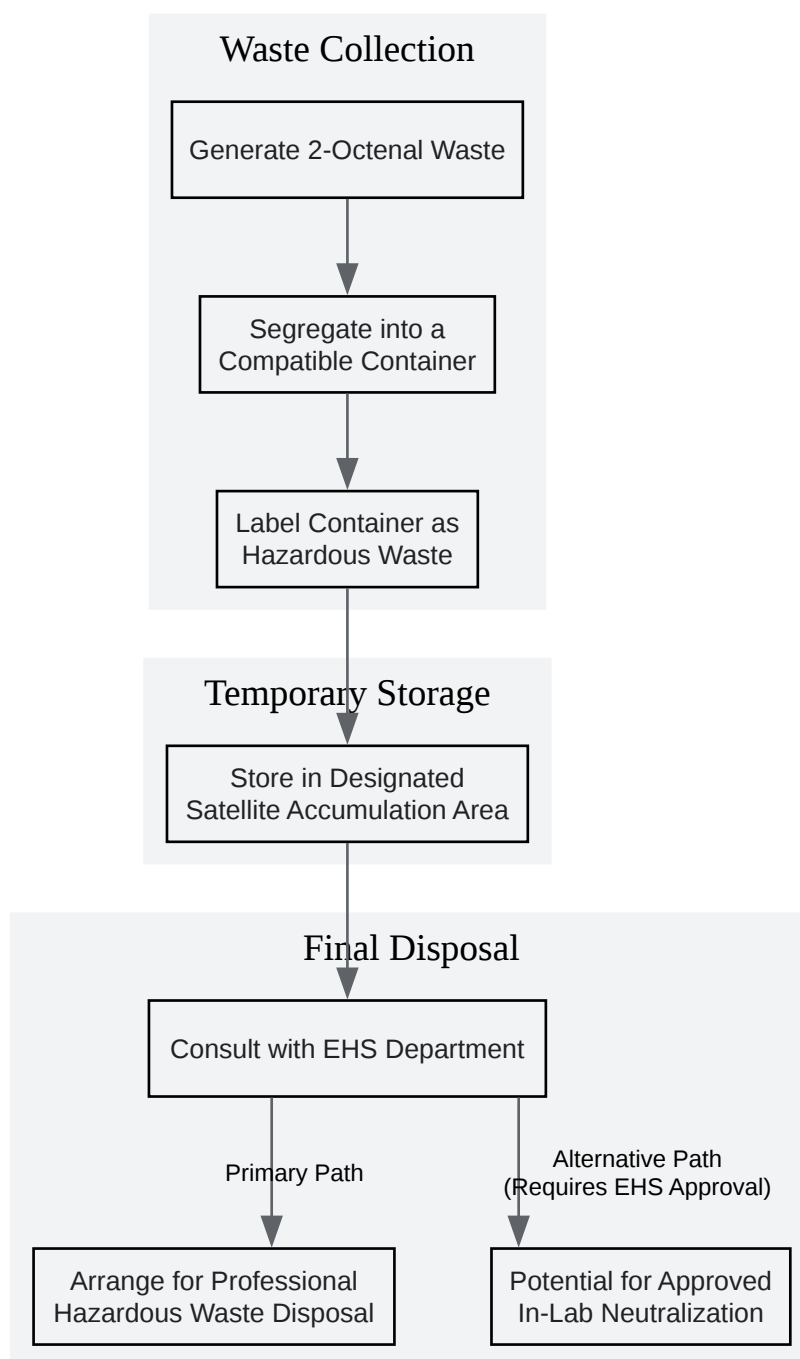 Waste Collection
Generate 2-Octenal Waste
Segregate into a
Compatible Container
Label Container as
Hazardous Waste
Temporary Storage
Store in Designated
Satellite Accumulation Area
Final Disposal
Consult with EHS Department
Primary Path
Alternative Path
(Requires EHS Approval)
Arrange for Professional
Hazardous Waste Disposal
Potential for Approved
In-Lab Neutralization